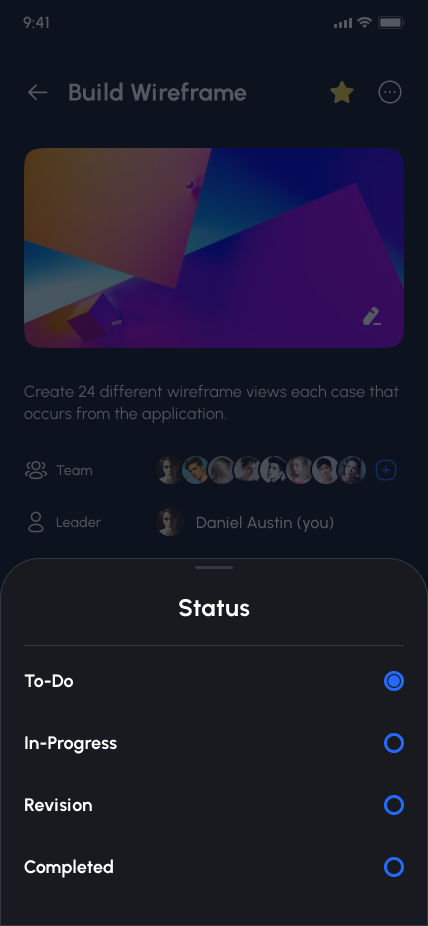 9:41
Build Wireframe
Create 24 different wireframe views each case that
occurs from the application.
Team
Leader
Daniel Austin (you)
Status
To-Do
In-Progress
Revision
Completed